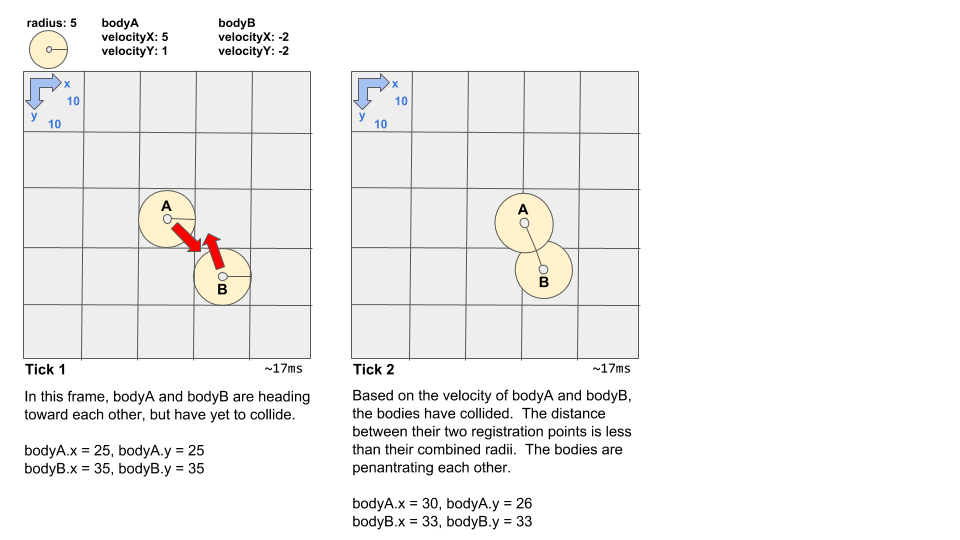 radius: 5
bodyA
velocityX: 5
velocityY: 1
bodyB
velocityX: -2
velocityY: -2
x
10
y
10
A
B
Tick 1
~17ms
In this frame, bodyA and bodyB are heading
toward each other, but have yet to collide.
bodyA.x = 25, bodyA.y = 25
bodyB.x = 35, bodyB.y = 35
x
10
y
10
A
B
Tick 2
~17ms
Based on the velocity of bodyA and bodyB,
the bodies have collided. The distance
between their two registration points is less
than their combined radii. The bodies are
penantrating each other.
bodyA.x = 30, bodyA.y = 26
bodyB.x = 33, bodyB.y = 33